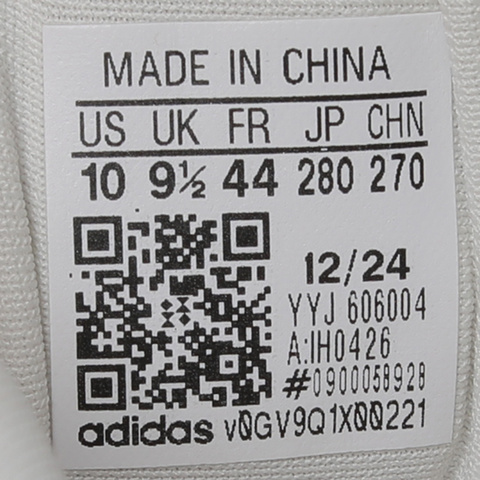 MADE IN CHINA
US UK FR JP CHN
10 9½ 44 280 270
12/24
YYJ 606004
A:IH0426
#0900058928
adidas v0GV9Q1X00221